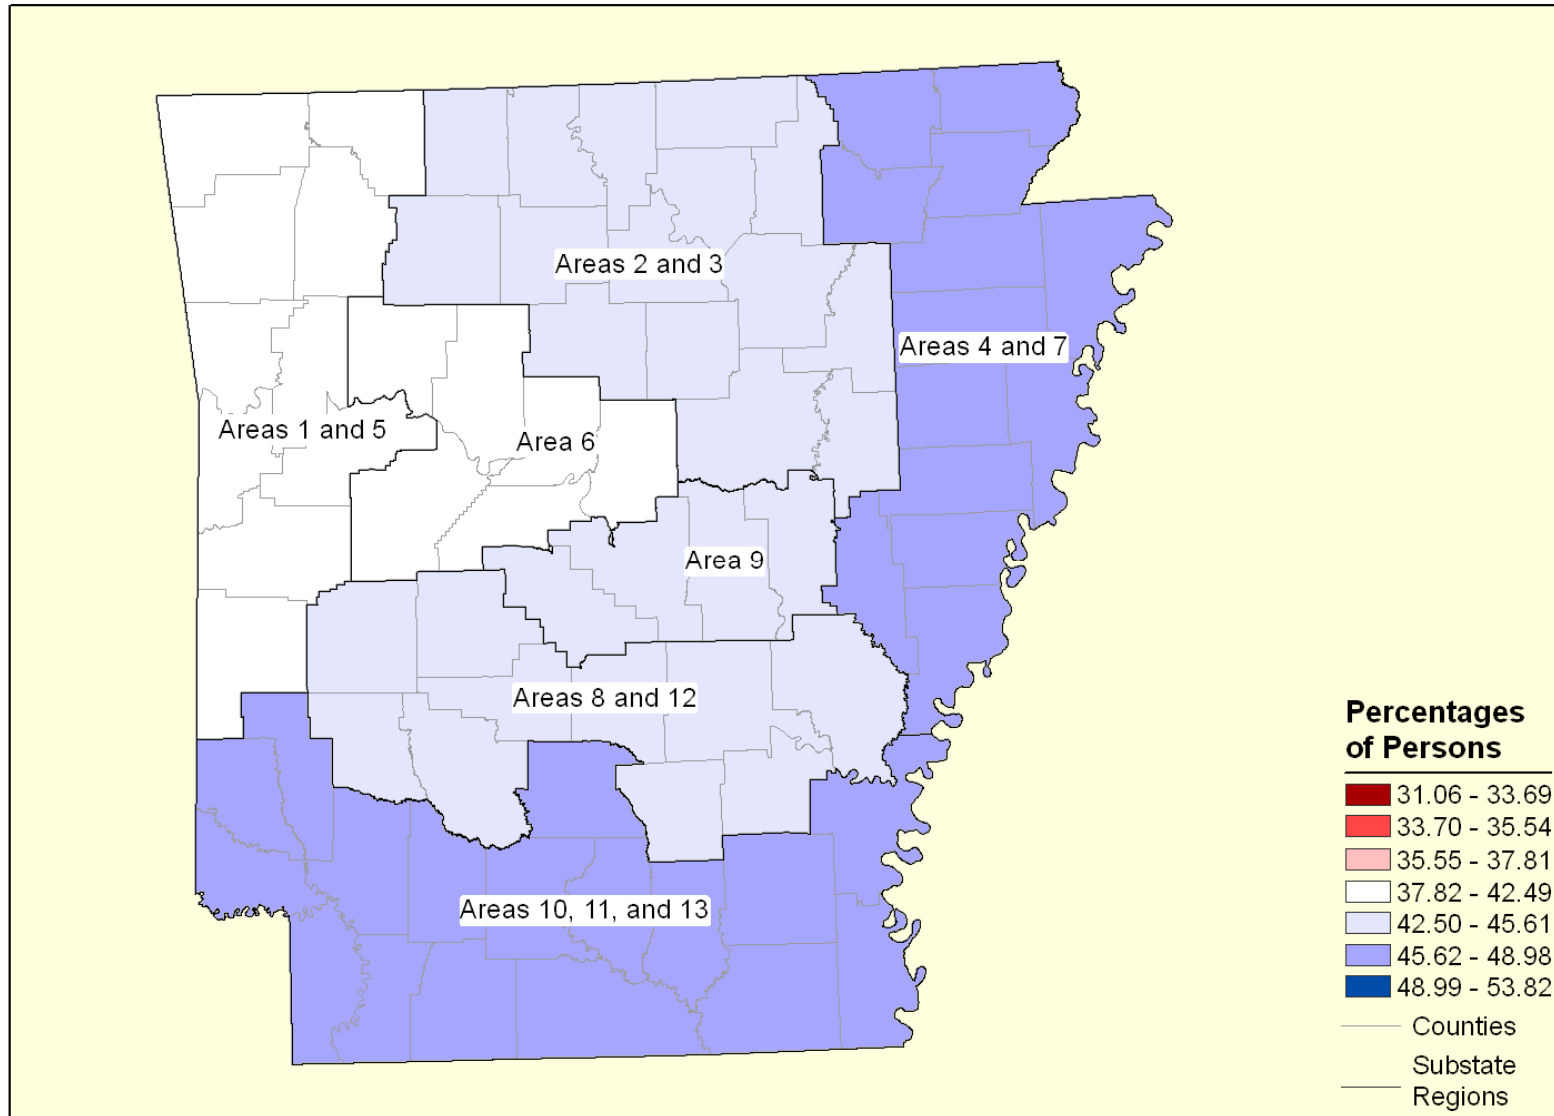 Areas 2 and 3
Areas 4 and 7
Areas 1 and 5
Area 6
Area 9
Areas 8 and 12
Areas 10, 11, and 13
Percentages
of Persons
31.06 - 33.69
33.70 - 35.54
35.55 - 37.81
37.82 - 42.49
42.50 - 45.61
45.62 - 48.98
48.99 - 53.82
Counties
Substate
Regions